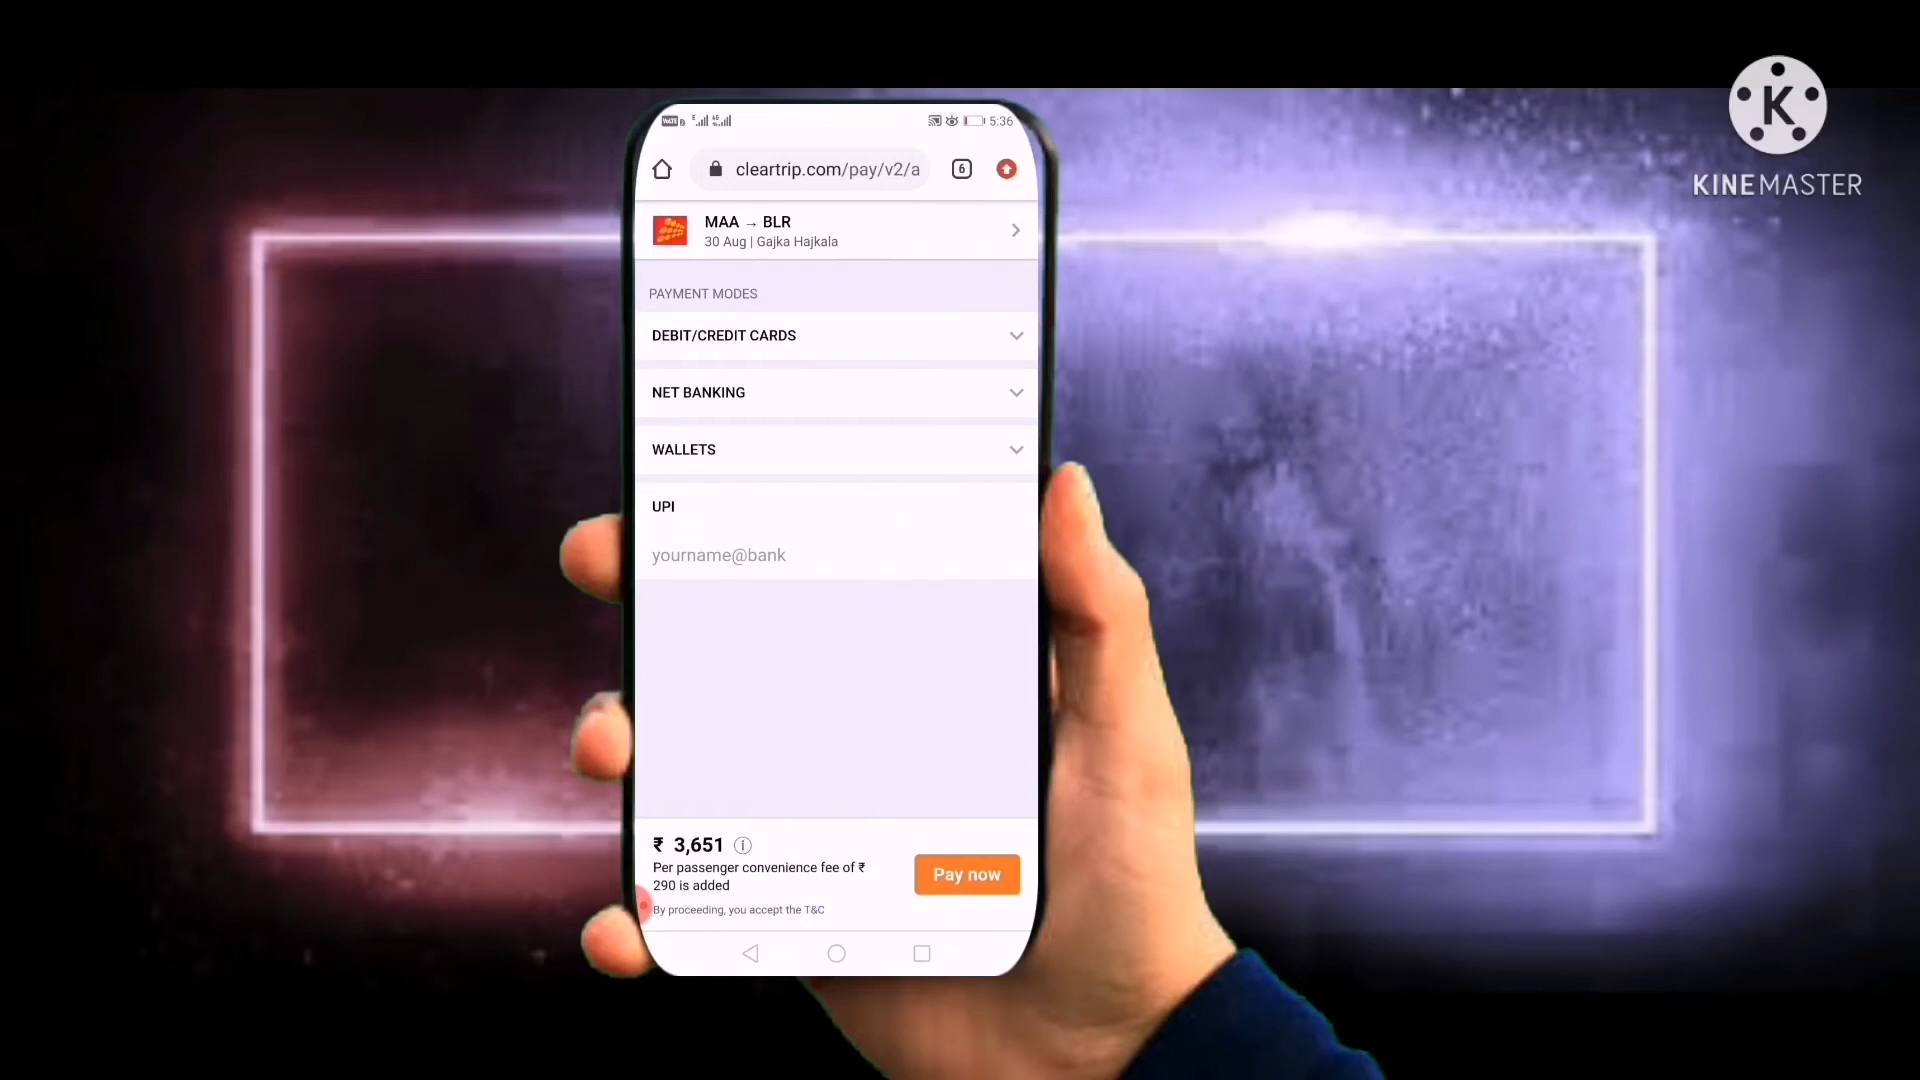 KINEMASTER
5:36
cleartrip.com/pay/v2/a
6
MAA → BLR
30 Aug | Gajka Hajkala
PAYMENT MODES
DEBIT/CREDIT CARDS
NET BANKING
WALLETS
UPI
yourname@bank
₹ 3,651
Per passenger convenience fee of ₹
290 is added
Pay now
By proceeding, you accept the T&C